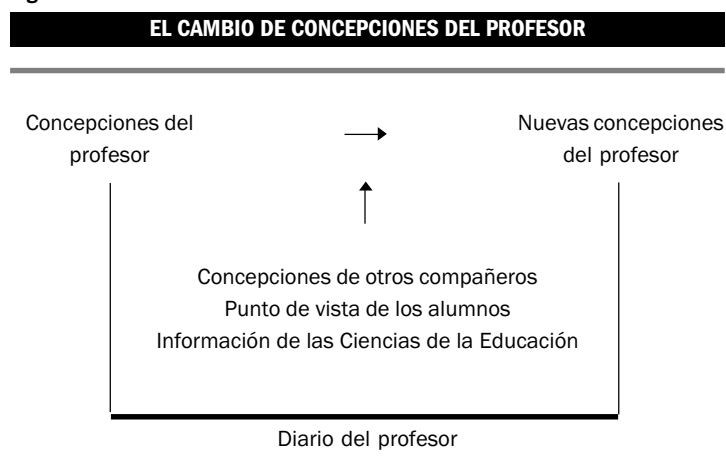 EL CAMBIO DE CONCEPCIONES DEL PROFESOR
Concepciones del
profesor
Nuevas concepciones
del profesor
Concepciones de otros compañeros
Punto de vista de los alumnos
Información de las Ciencias de la Educación
Diario del profesor